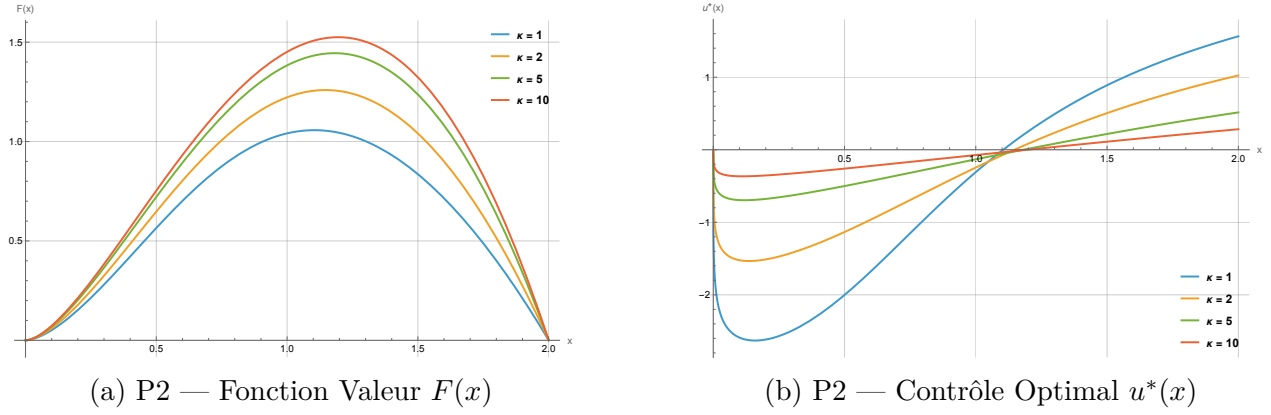 F(x)
1.5
1.0
0.5
0.5
1.0
1.5
2.0
x
κ = 1
κ = 2
κ = 5
κ = 10
(a) P2 — Fonction Valeur F(x)
u*(x)
1
-1
-2
0.5
1.0
1.5
2.0
x
κ = 1
κ = 2
κ = 5
κ = 10
(b) P2 — Contrôle Optimal u*(x)